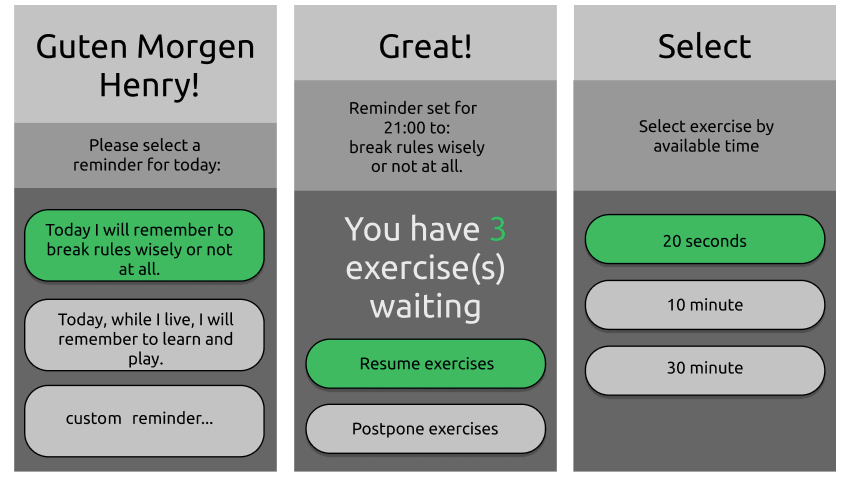 Guten Morgen
Henry!
Please select a
reminder for today:
Today I will remember to
break rules wisely or not
at all.
Today, while I live, I will
remember to learn and
play.
custom reminder...
Great!
Reminder set for
21:00 to:
break rules wisely
or not at all.
You have 3
exercise(s)
waiting
Resume exercises
Postpone exercises
Select
Select exercise by
available time
20 seconds
10 minute
30 minute